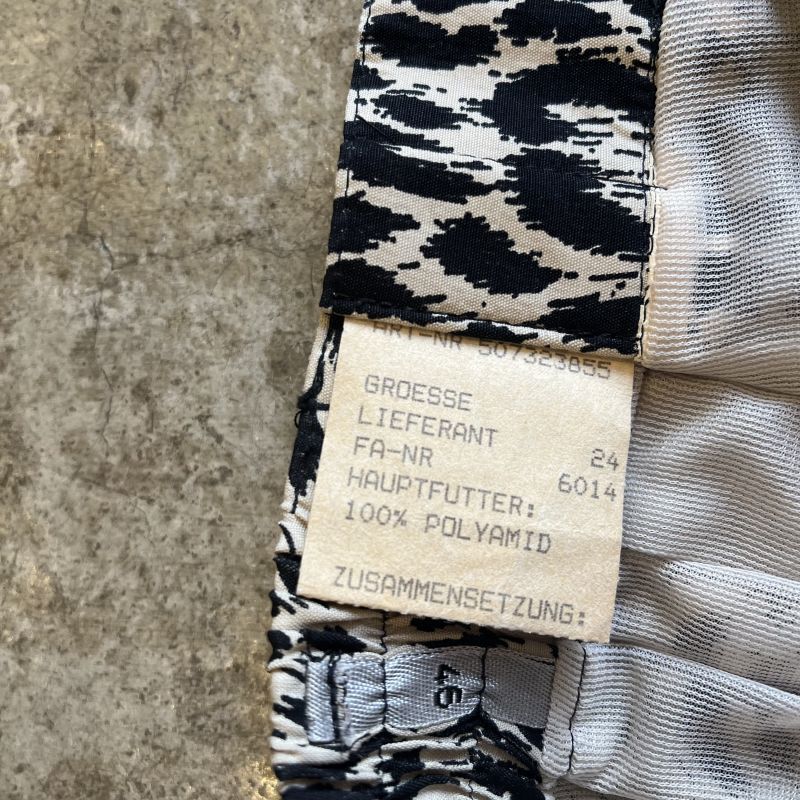 ART-NR 507323855
GROESSE
LIEFERANT 24
FA-NR 6014
HAUPTFUTTER:
100% POLYAMID
ZUSAMMENSETZUNG:
46